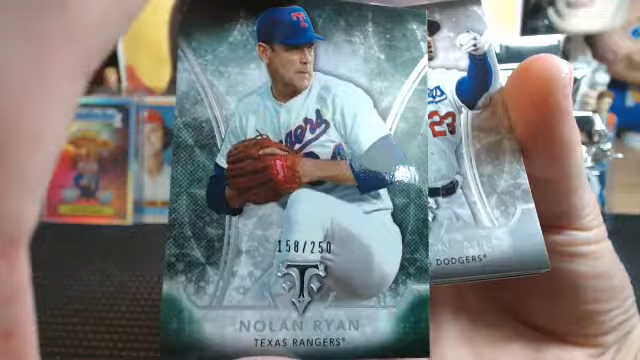 T
Rangers
158/250
T
NOLAN RYAN
TEXAS RANGERS®
23
DODGERS®